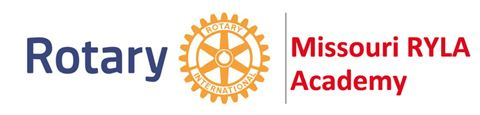 Rotary
ROTARY
INTERNATIONAL
Missouri RYLA
Academy